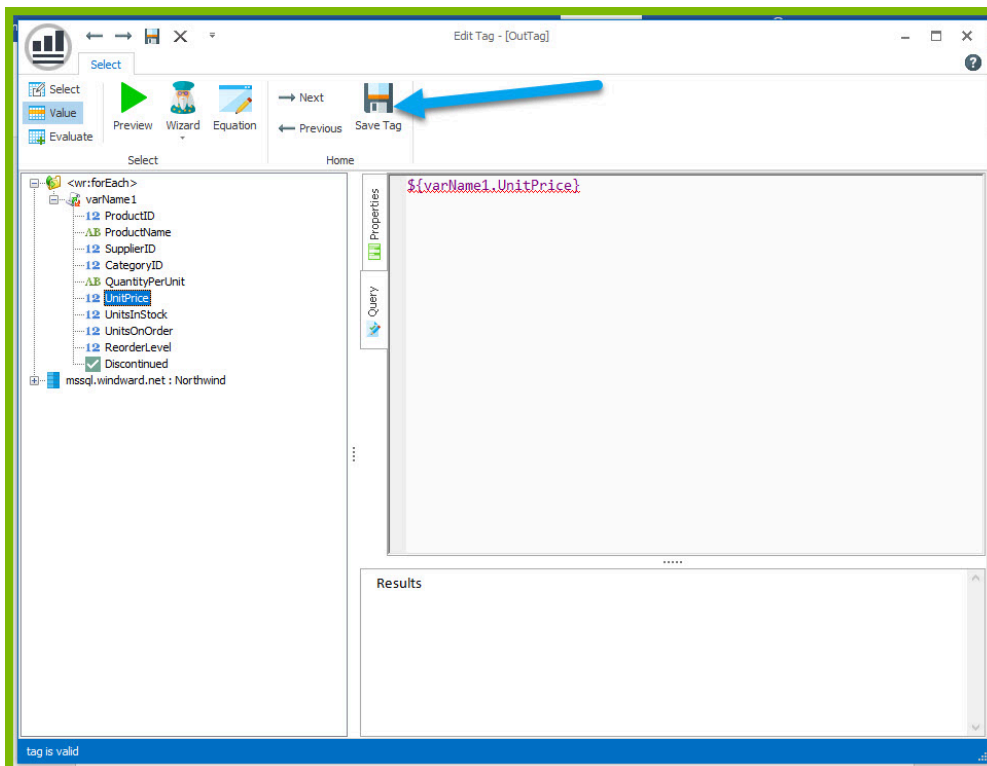 Edit Tag - [OutTag]
Select
Select
Value
Evaluate
Preview
Wizard
Equation
Next
Previous
Save Tag
Select
Home
<wr:forEach>
varName1
12 ProductID
AB ProductName
12 SupplierID
12 CategoryID
AB QuantityPerUnit
12 UnitPrice
12 UnitsInStock
12 UnitsOnOrder
12 ReorderLevel
Discontinued
mssql.windward.net : Northwind
Properties
Query
${varName1.UnitPrice}
Results
tag is valid